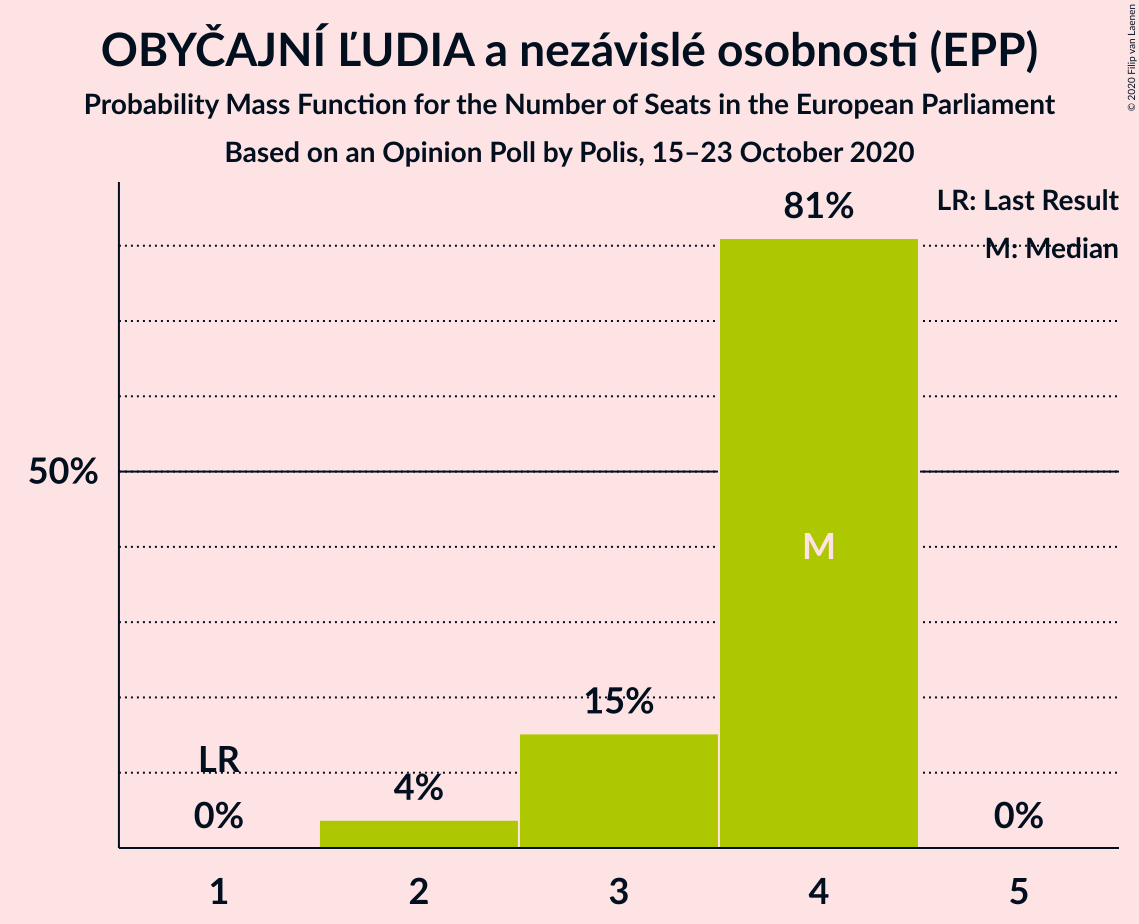 OBYČAJNÍ ĽUDIA a nezávislé osobnosti (EPP)
Probability Mass Function for the Number of Seats in the European Parliament
Based on an Opinion Poll by Polis, 15–23 October 2020
© 2020 Filip van Laenen
LR: Last Result
M: Median
81%
50%
M
15%
LR
4%
0%
0%
1 2 3 4 5